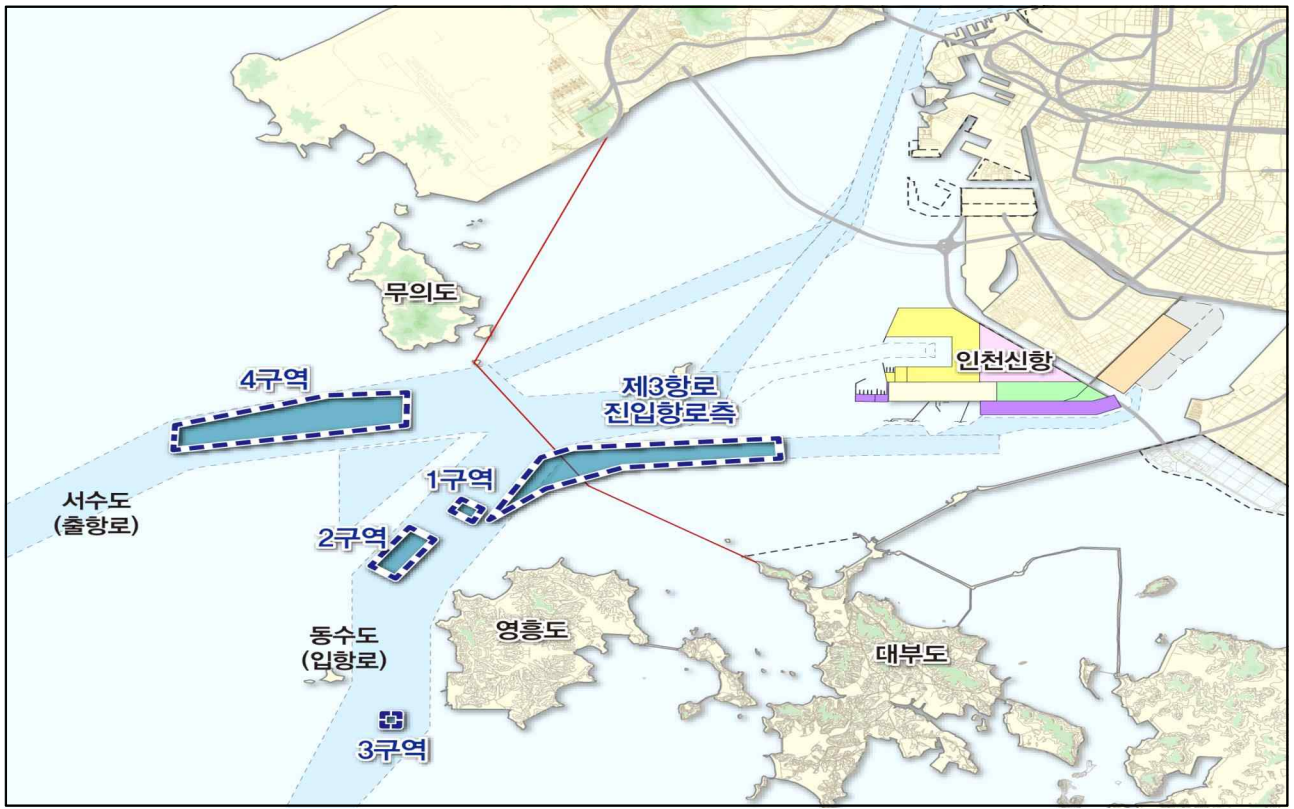 무의도
인천신항
4구역
제3항로
진입항로측
1구역
서수도
(출항로)
2구역
영흥도
동수도
(입항로)
대부도
3구역